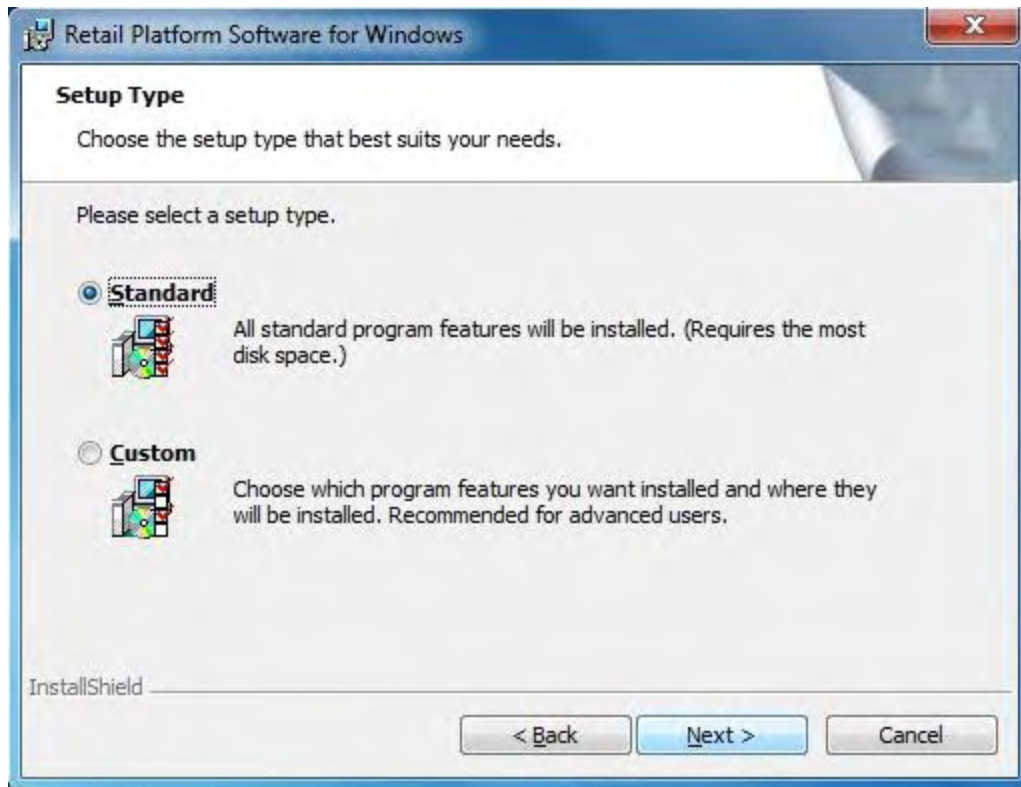 Retail Platform Software for Windows
Setup Type
Choose the setup type that best suits your needs.
Please select a setup type.
Standard
All standard program features will be installed. (Requires the most
disk space.)
Custom
Choose which program features you want installed and where they
will be installed. Recommended for advanced users.
InstallShield
< Back Next > Cancel